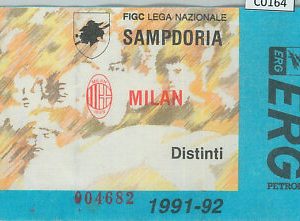 C0164
FIGC LEGA NAZIONALE
SAMPDORIA
MILAN
Distinti
004682
1991-92
ERG
ERG
PETROL